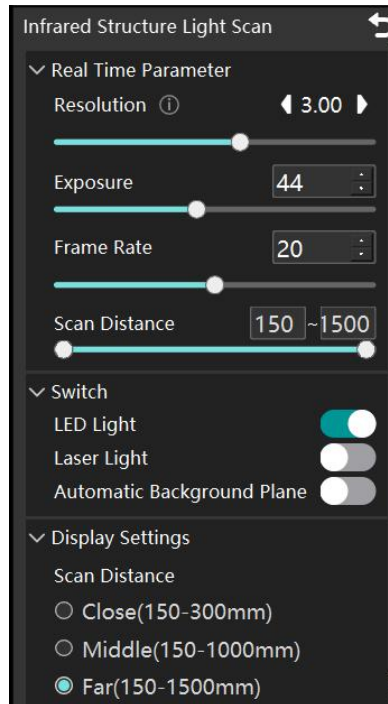 Infrared Structure Light Scan
Real Time Parameter
Resolution 3.00
Exposure 44
Frame Rate 20
Scan Distance 150 ~1500
Switch
LED Light
Laser Light
Automatic Background Plane
Display Settings
Scan Distance
Close(150-300mm)
Middle(150-1000mm)
Far(150-1500mm)